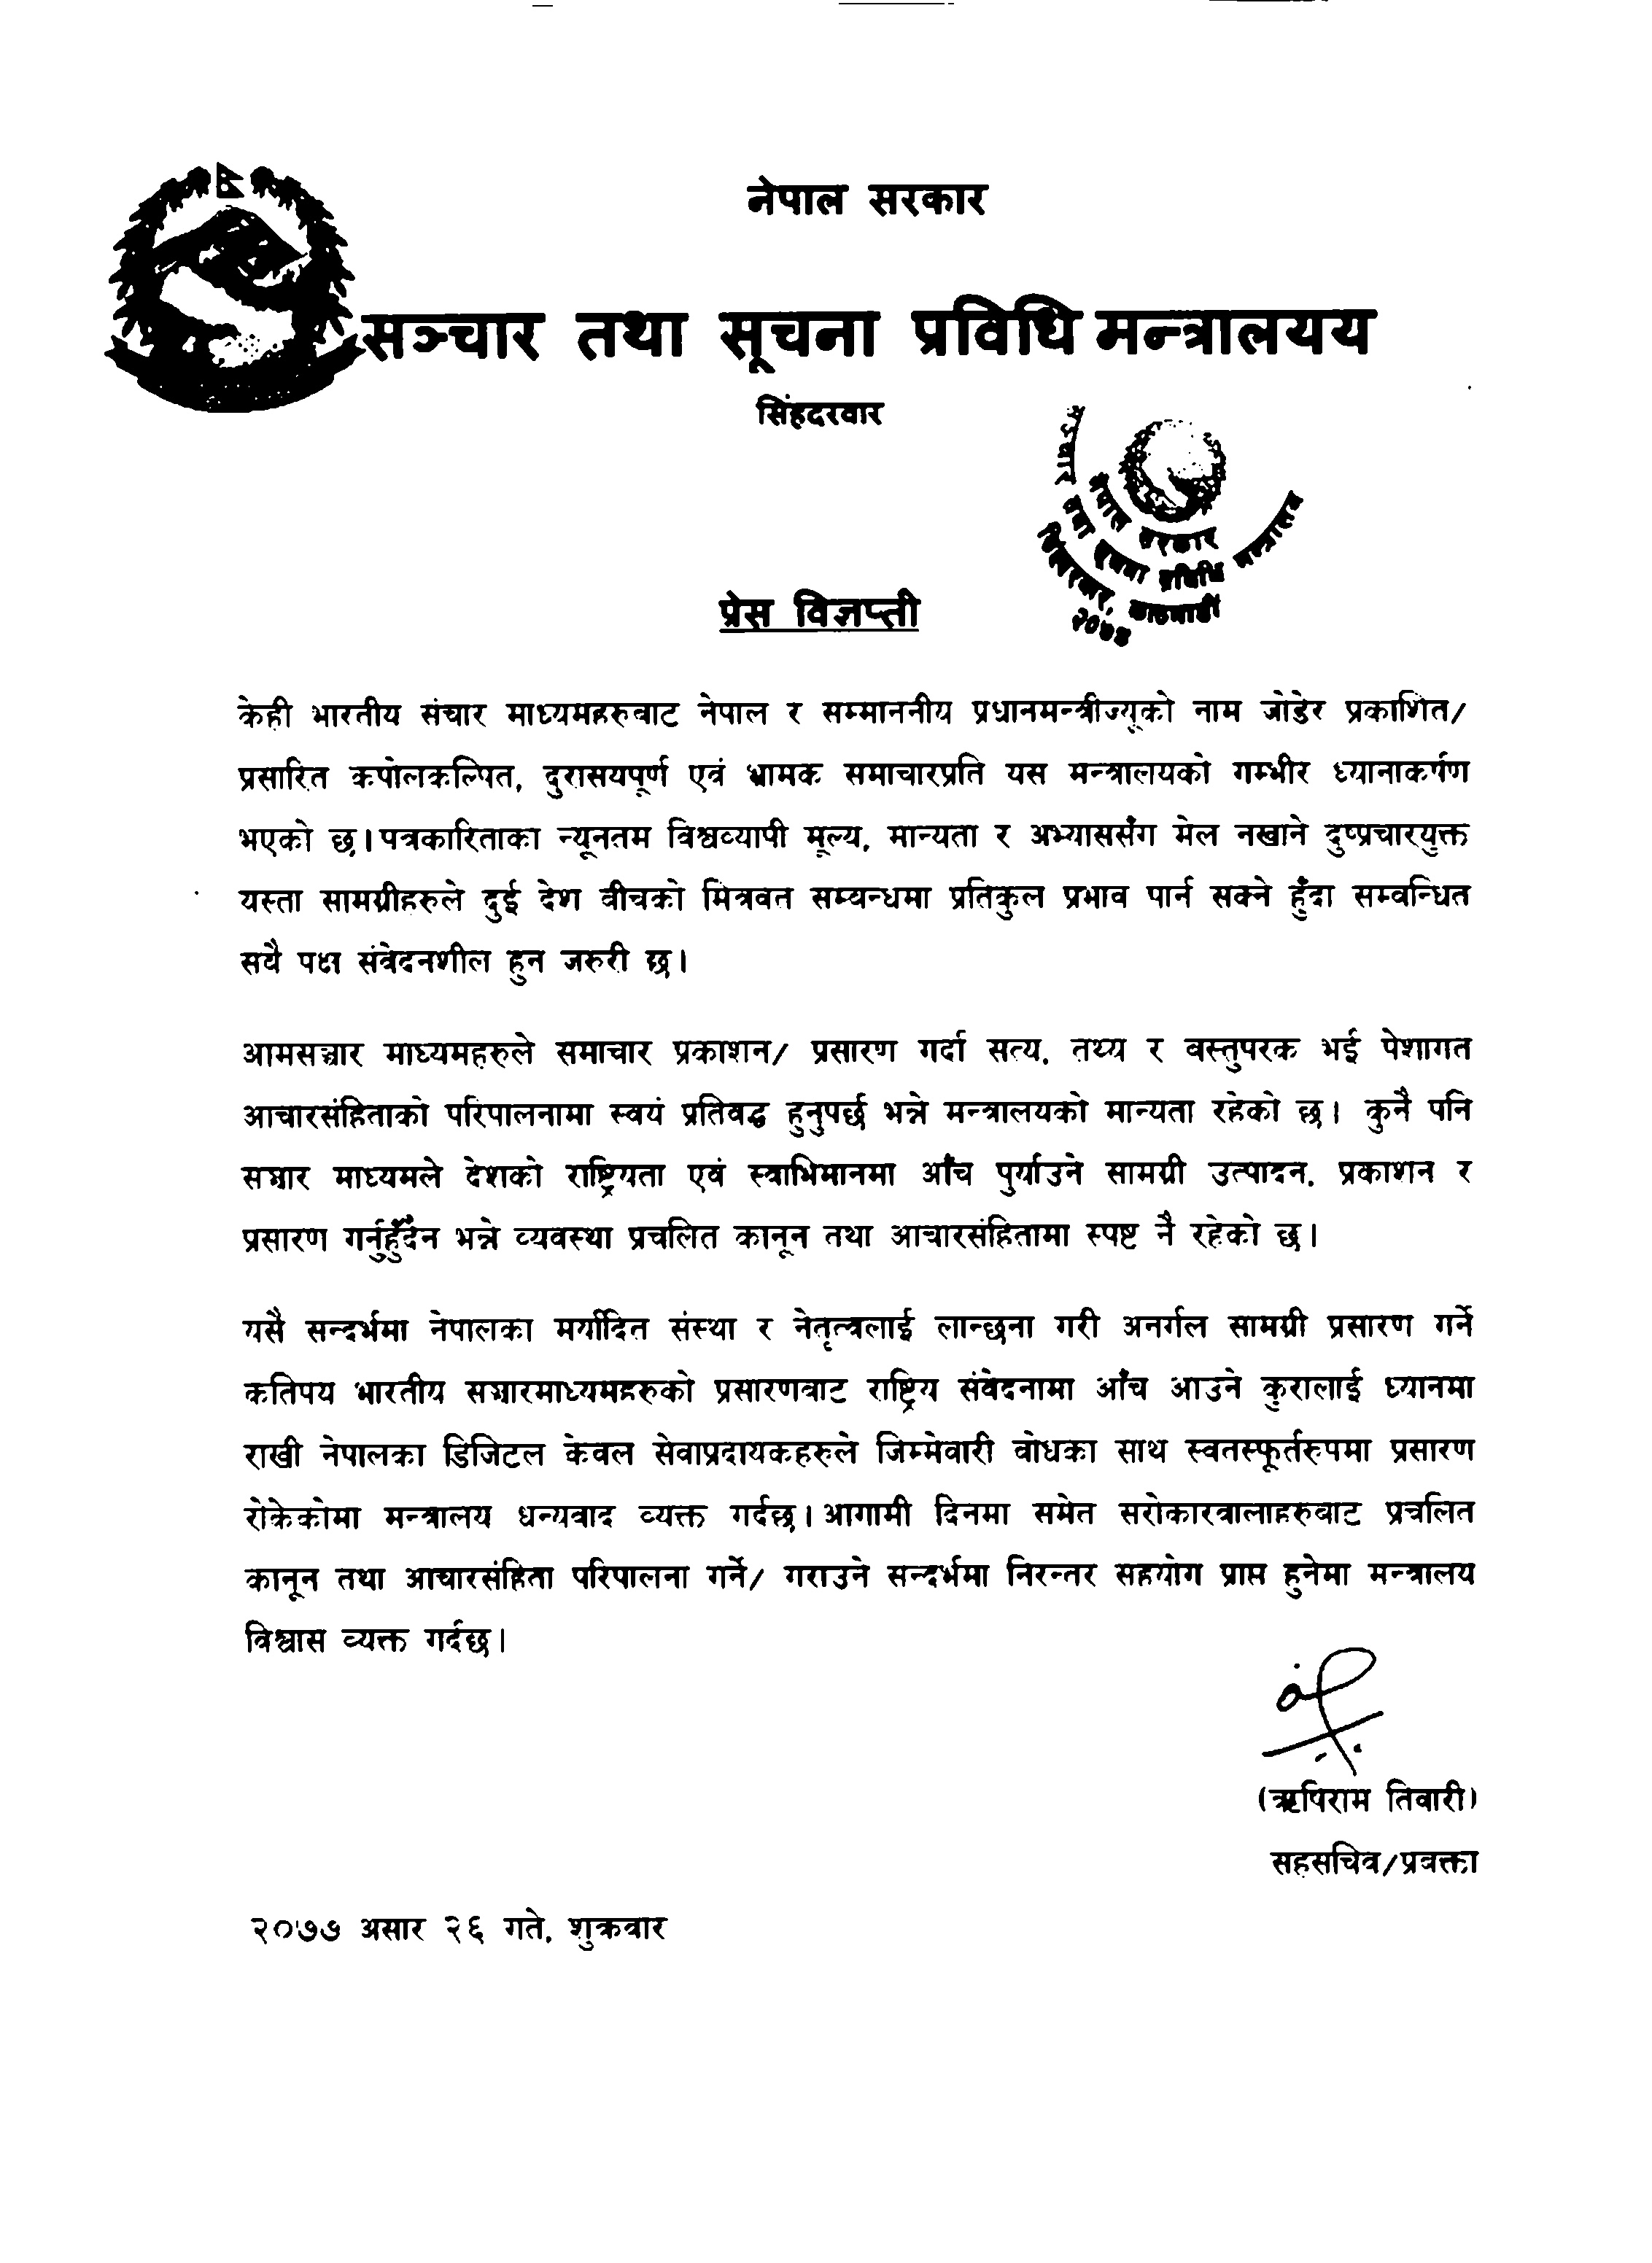 नेपाल सरकार
सञ्चार तथा सूचना प्रविधि मन्त्रालयय
सिंहदरवार
नेपाल सरकार
सञ्चार तथा सूचना प्रविधि मन्त्रालय
सिंहदरबार, काठमाडौं
२०७४
प्रेस विज्ञप्ती
केही भारतीय संचार माध्यमहरुबाट नेपाल र सम्माननीय प्रधानमन्त्रीज्यूको नाम जोडेर प्रकाशित/
प्रसारित कपोलकल्पित, दुरासयपूर्ण एवं भ्रामक समाचारप्रति यस मन्त्रालयको गम्भीर ध्यानाकर्षण
भएको छ। पत्रकारिताका न्यूनतम विश्वव्यापी मूल्य, मान्यता र अभ्याससँग मेल नखाने दुष्प्रचारयुक्त
यस्ता सामग्रीहरुले दुई देश वीचको मित्रवत सम्वन्धमा प्रतिकुल प्रभाव पार्न सक्ने हुँदा सम्वन्धित
सवै पक्ष संवेदनशील हुन जरुरी छ।
आमसञ्चार माध्यमहरुले समाचार प्रकाशन/ प्रसारण गर्दा सत्य, तथ्य र वस्तुपरक भई पेशागत
आचारसंहिताको परिपालनामा स्वयं प्रतिवद्ध हुनुपर्छ भन्ने मन्त्रालयको मान्यता रहेको छ। कुनै पनि
सञ्चार माध्यमले देशको राष्ट्रियता एवं स्वाभिमानमा आँच पुर्याउने सामग्री उत्पादन, प्रकाशन र
प्रसारण गर्नुहुँदैन भन्ने व्यवस्था प्रचलित कानून तथा आचारसंहितामा स्पष्ट नै रहेको छ।
यसै सन्दर्भमा नेपालका मर्यादित संस्था र नेतृत्वलाई लान्छना गरी अनर्गल सामग्री प्रसारण गर्ने
कतिपय भारतीय सञ्चारमाध्यमहरुको प्रसारणवाट राष्ट्रिय संवेदनामा आँच आउने कुरालाई ध्यानमा
राखी नेपालका डिजिटल केवल सेवाप्रदायकहरुले जिम्मेवारी वोधका साथ स्वतस्फूर्तरुपमा प्रसारण
रोकेकोमा मन्त्रालय धन्यवाद व्यक्त गर्दछ। आगामी दिनमा समेत सरोकारवालाहरुबाट प्रचलित
कानून तथा आचारसंहिता परिपालना गर्ने/ गराउने सन्दर्भमा निरन्तर सहयोग प्राप्त हुनेमा मन्त्रालय
विश्वास व्यक्त गर्दछ।
(ऋषिराम तिवारी)
सहसचिव/प्रवक्ता
२०७७ असार २६ गते, शुक्रवार